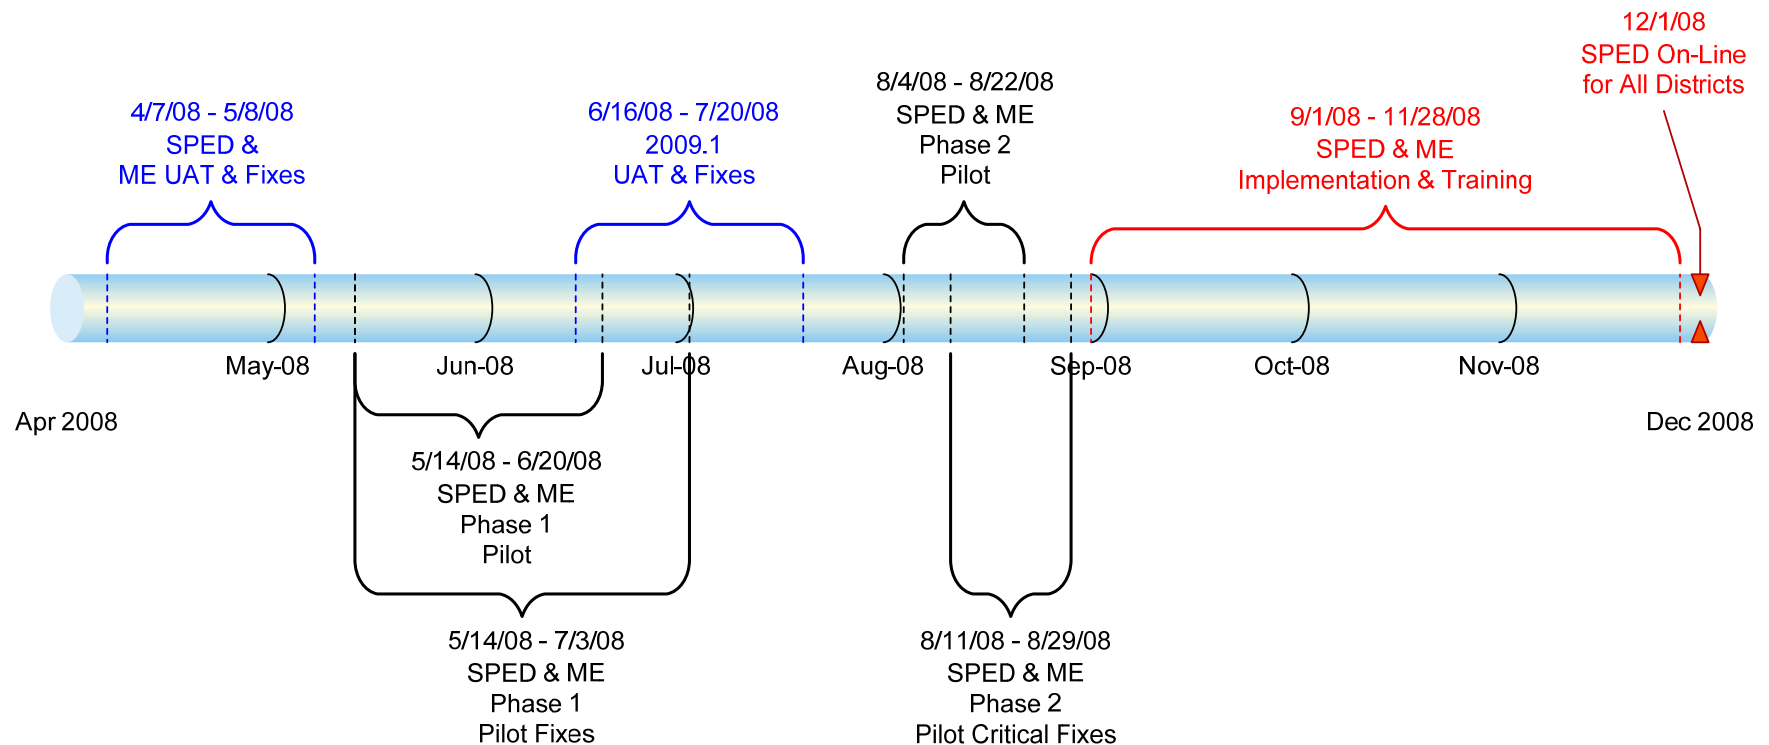 12/1/08
SPED On-Line
for All Districts
8/4/08 - 8/22/08
SPED & ME
Phase 2
Pilot
4/7/08 - 5/8/08
SPED &
ME UAT & Fixes
6/16/08 - 7/20/08
2009.1
UAT & Fixes
9/1/08 - 11/28/08
SPED & ME
Implementation & Training
May-08
Jun-08
Jul-08
Aug-08
Sep-08
Oct-08
Nov-08
Apr 2008
Dec 2008
5/14/08 - 6/20/08
SPED & ME
Phase 1
Pilot
5/14/08 - 7/3/08
SPED & ME
Phase 1
Pilot Fixes
8/11/08 - 8/29/08
SPED & ME
Phase 2
Pilot Critical Fixes